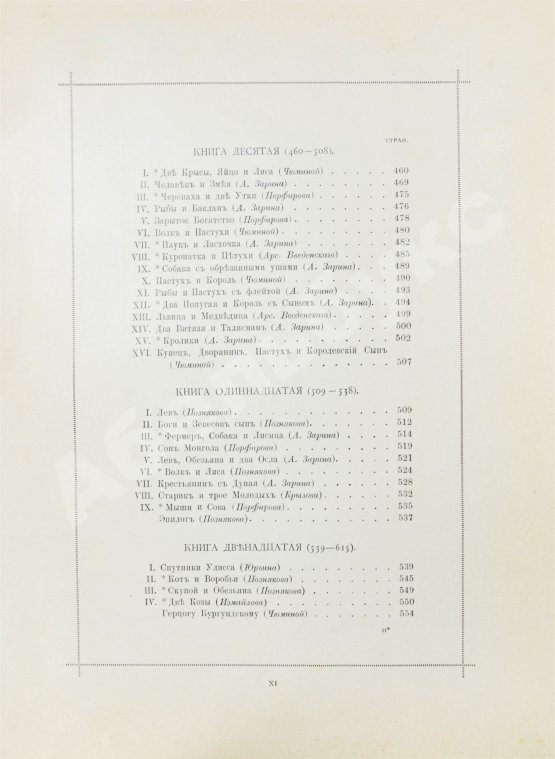 СТРАН.
КНИГА ДЕСЯТАЯ (460—508).
I. * Двѣ Крысы, Яйцо и Лиса (Чюминой) . . . . . 460
II. Человѣкъ и Змѣя (А. Зарина) . . . . . . . . 469
III. * Черепаха и двѣ Утки (Порфирова) . . . . . . 475
IV. Рыбы и Бакланъ (А. Зарина) . . . . . . . . 476
V. Зарытое Богатство (Порфирова) . . . . . . . . 478
VI. Волкъ и Пастухи (Чюминой) . . . . . . . . . 480
VII. * Паукъ и Ласточка (А. Зарина) . . . . . . . 482
VIII. * Куропатка и Пѣтухи (Арс. Введенскаго) . . . . 485
IX. * Собака съ обрѣзанными ушами (А. Зарина) . . . 489
X. Пастухъ и Король (Чюминой) . . . . . . . . 490
XI. Рыбы и Пастухъ съ флейтой (А. Зарина) . . . . 493
XII. * Два Попугая и Король съ Сыномъ (А. Зарина). . 494
XIII. Львица и Медвѣдица (Арс. Введенскаго) . . . . . 499
XIV. Два Витязя и Талисманъ (А. Зарина) . . . . . 500
XV. * Кролики (А. Зарина) . . . . . . . . . . . 502
XVI. Купецъ, Дворянинъ, Пастухъ и Королевскій Сынъ
(Чюминой) . . . . . . . . . . . . . . 507
КНИГА ОДИННАДЦАТАЯ (509—538).
I. Левъ (Познякова) . . . . . . . . . . . . . 509
II. Боги и Зевесовъ сынъ (Познякова) . . . . . . . 512
III. * Фермеръ, Собака и Лисица (А. Зарина) . . . . 514
IV. Сонъ Монгола (Порфирова) . . . . . . . . . 519
V. Левъ, Обезьяна и два Осла (А. Зарина). . . . . 521
VI. * Волкъ и Лиса (Познякова) . . . . . . . . . 524
VII. Крестьянинъ съ Дуная (А. Зарина) . . . . . . 528
VIII. Старикъ и трое Молодыхъ (Крылова) . . . . . . 532
IX. * Мыши и Сова (Порфирова) . . . . . . . . . 535
Эпилогъ (Познякова). . . . . . . . . . . . 537
КНИГА ДВѢНАДЦАТАЯ (539—615).
I. Спутники Улисса (Юрьина) . . . . . . . . . 539
II. * Котъ и Воробьи (Познякова) . . . . . . . . 545
III. * Скупой и Обезьяна (Познякова) . . . . . . . 549
IV. * Двѣ Козы (Измайлова) . . . . . . . . . . 550
Герцогу Бургундскому (Чюминой) . . . . . . . 554
II*
XI